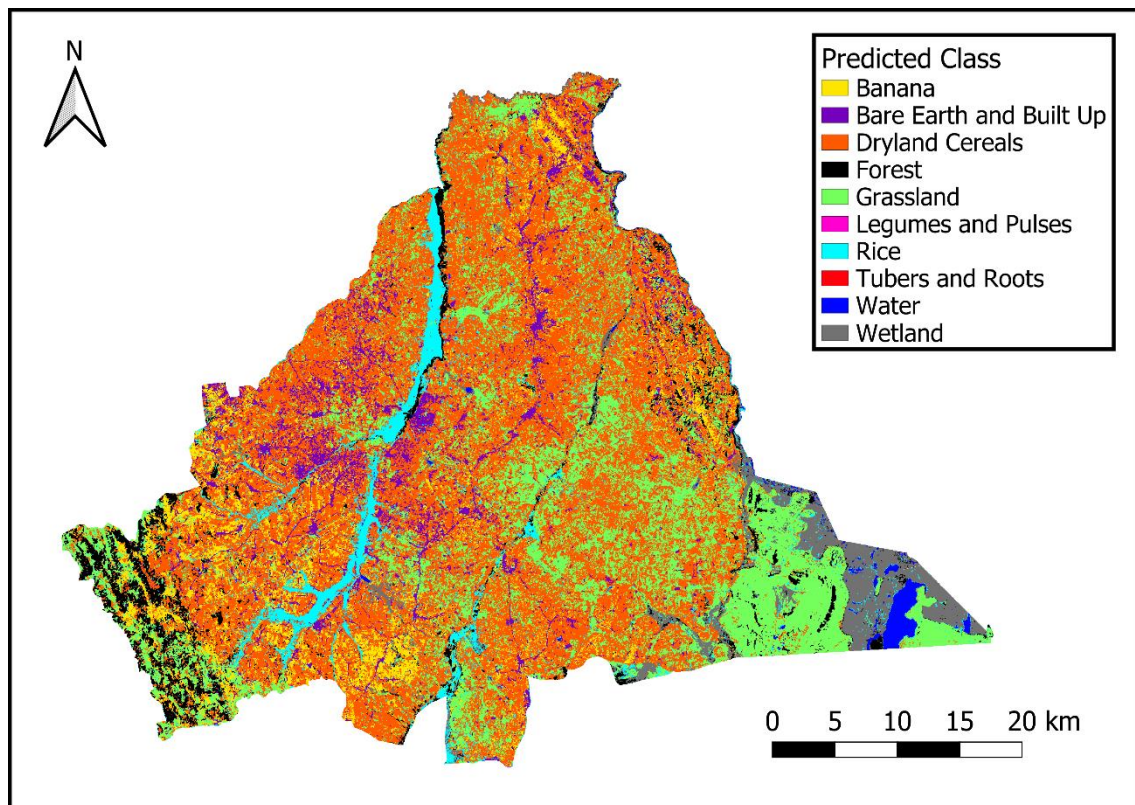 N
Predicted Class
Banana
Bare Earth and Built Up
Dryland Cereals
Forest
Grassland
Legumes and Pulses
Rice
Tubers and Roots
Water
Wetland
0 5 10 15 20 km